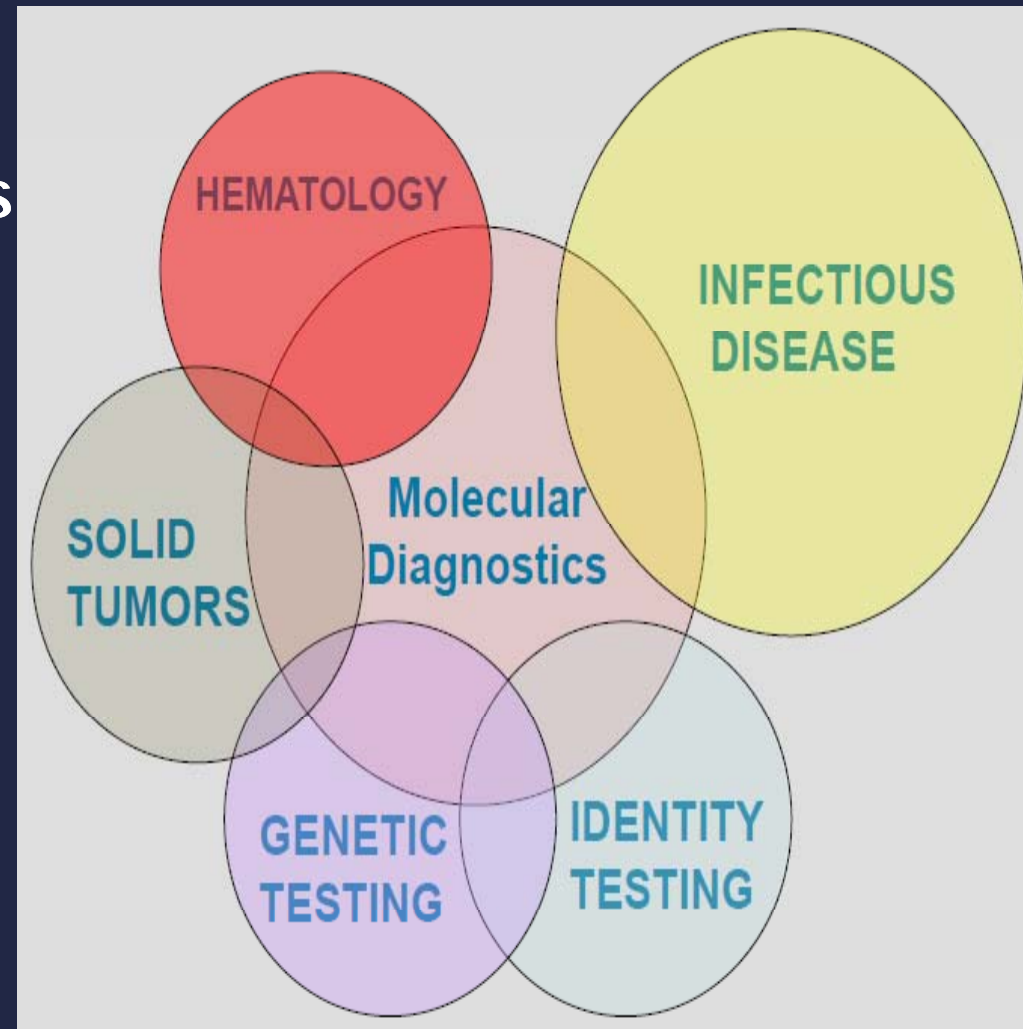 S
HEMATOLOGY
INFECTIOUS
DISEASE
Molecular
Diagnostics
SOLID
TUMORS
GENETIC
TESTING
IDENTITY
TESTING